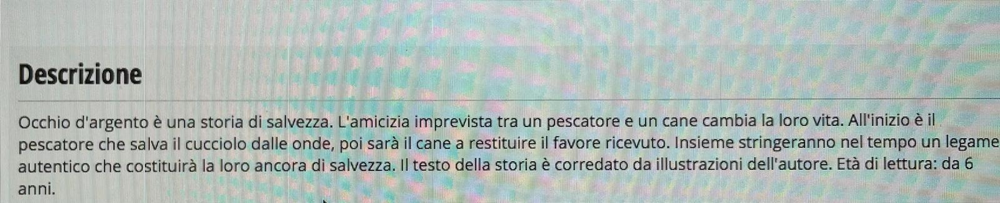 Descrizione
Occhio d'argento è una storia di salvezza. L'amicizia imprevista tra un pescatore e un cane cambia la loro vita. All'inizio è il
pescatore che salva il cucciolo dalle onde, poi sarà il cane a restituire il favore ricevuto. Insieme stringeranno nel tempo un legame
autentico che costituirà la loro ancora di salvezza. Il testo della storia è corredato da illustrazioni dell'autore. Età di lettura: da 6
anni.